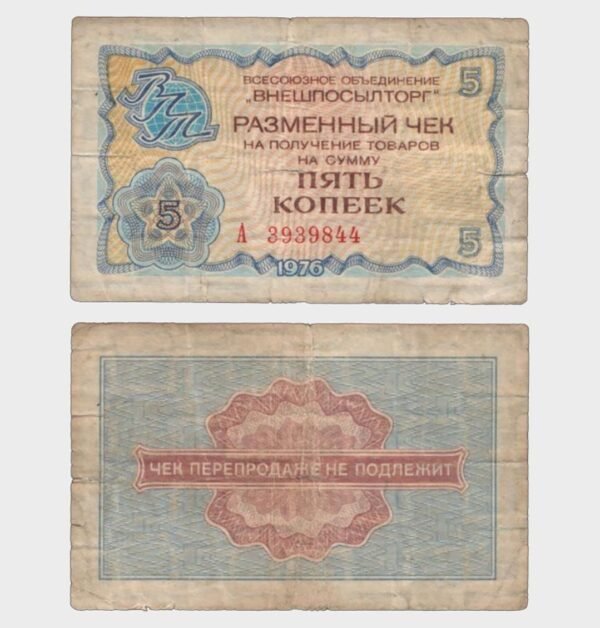 ВПТ
ВСЕСОЮЗНОЕ ОБЪЕДИНЕНИЕ
5
„ВНЕШПОСЫЛТОРГ"
РАЗМЕННЫЙ ЧЕК
НА ПОЛУЧЕНИЕ ТОВАРОВ
НА СУММУ
ПЯТЬ
КОПЕЕК
5
А 3939844
5
1976
ЧЕК ПЕРЕПРОДАЖЕ НЕ ПОДЛЕЖИТ